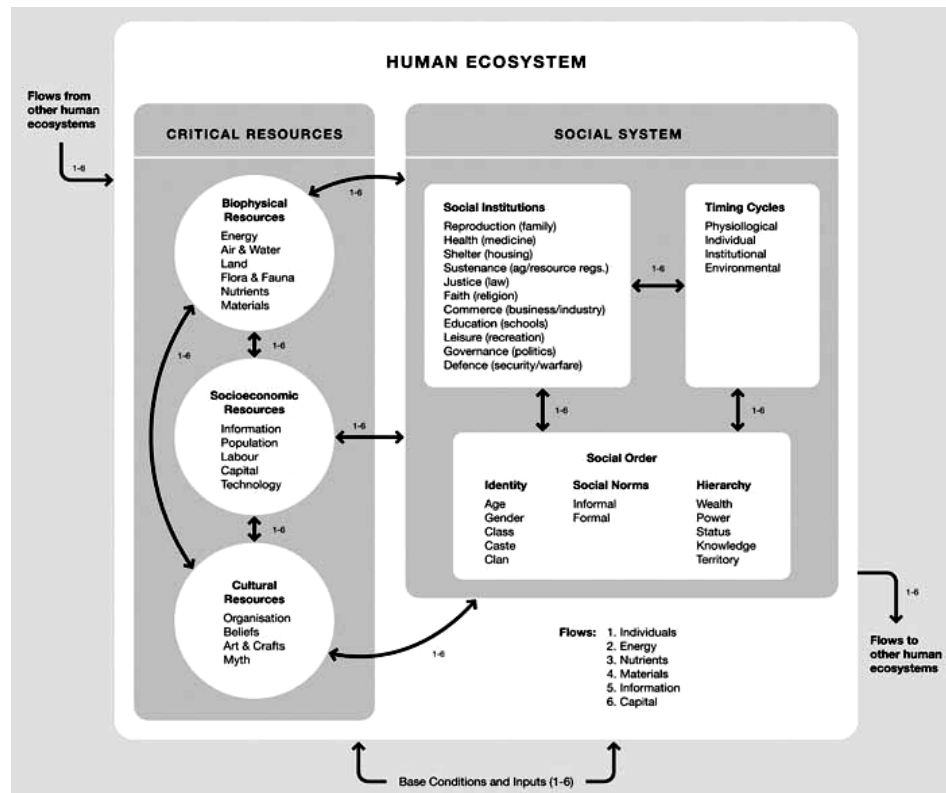 HUMAN ECOSYSTEM
Flows from
other human
ecosystems
1-6
CRITICAL RESOURCES
Biophysical
Resources
Energy
Air & Water
Land
Flora & Fauna
Nutrients
Materials
1-6
1-6
1-6
Socioeconomic
Resources
Information
Population
Labour
Capital
Technology
1-6
1-6
Cultural
Resources
Organisation
Beliefs
Art & Crafts
Myth
1-6
SOCIAL SYSTEM
Social Institutions
Reproduction (family)
Health (medicine)
Shelter (housing)
Sustenance (ag/resource regs.)
Justice (law)
Faith (religion)
Commerce (business/industry)
Education (schools)
Leisure (recreation)
Governance (politics)
Defence (security/warfare)
1-6
Timing Cycles
Physiollogical
Individual
Institutional
Environmental
1-6
1-6
Social Order
Identity
Age
Gender
Class
Caste
Clan
Social Norms
Informal
Formal
Hierarchy
Wealth
Power
Status
Knowledge
Territory
1-6
Flows to
other human
ecosystems
Flows: 1. Individuals
2. Energy
3. Nutrients
4. Materials
5. Information
6. Capital
Base Conditions and Inputs (1-6)